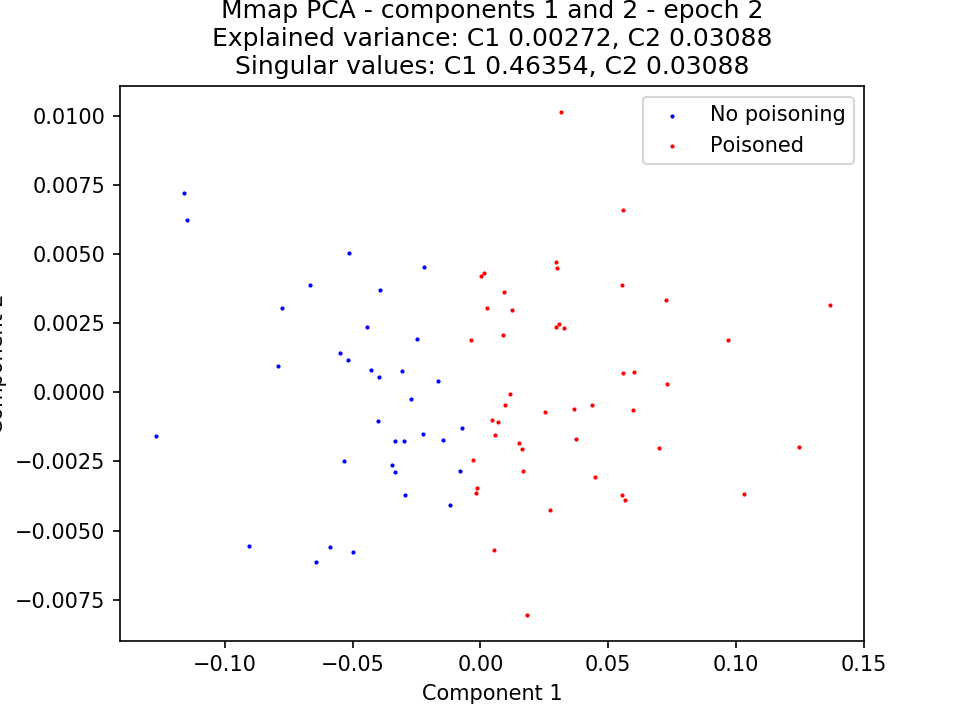 Mmap PCA - components 1 and 2 - epoch 2
Explained variance: C1 0.00272, C2 0.03088
Singular values: C1 0.46354, C2 0.03088
No poisoning
Poisoned
0.0100
0.0075
0.0050
0.0025
0.0000
−0.0025
−0.0050
−0.0075
−0.10
−0.05
0.00
0.05
0.10
0.15
Component 1